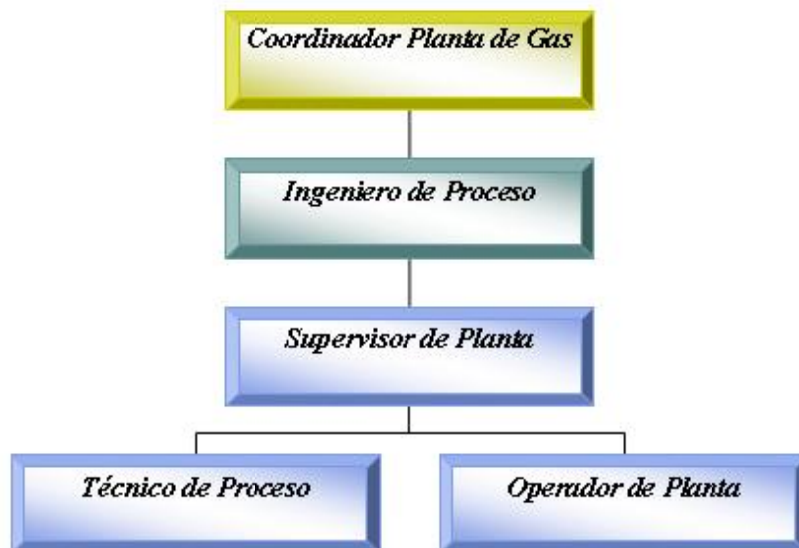 Coordinador Planta de Gas
Ingeniero de Proceso
Supervisor de Planta
Técnico de Proceso
Operador de Planta